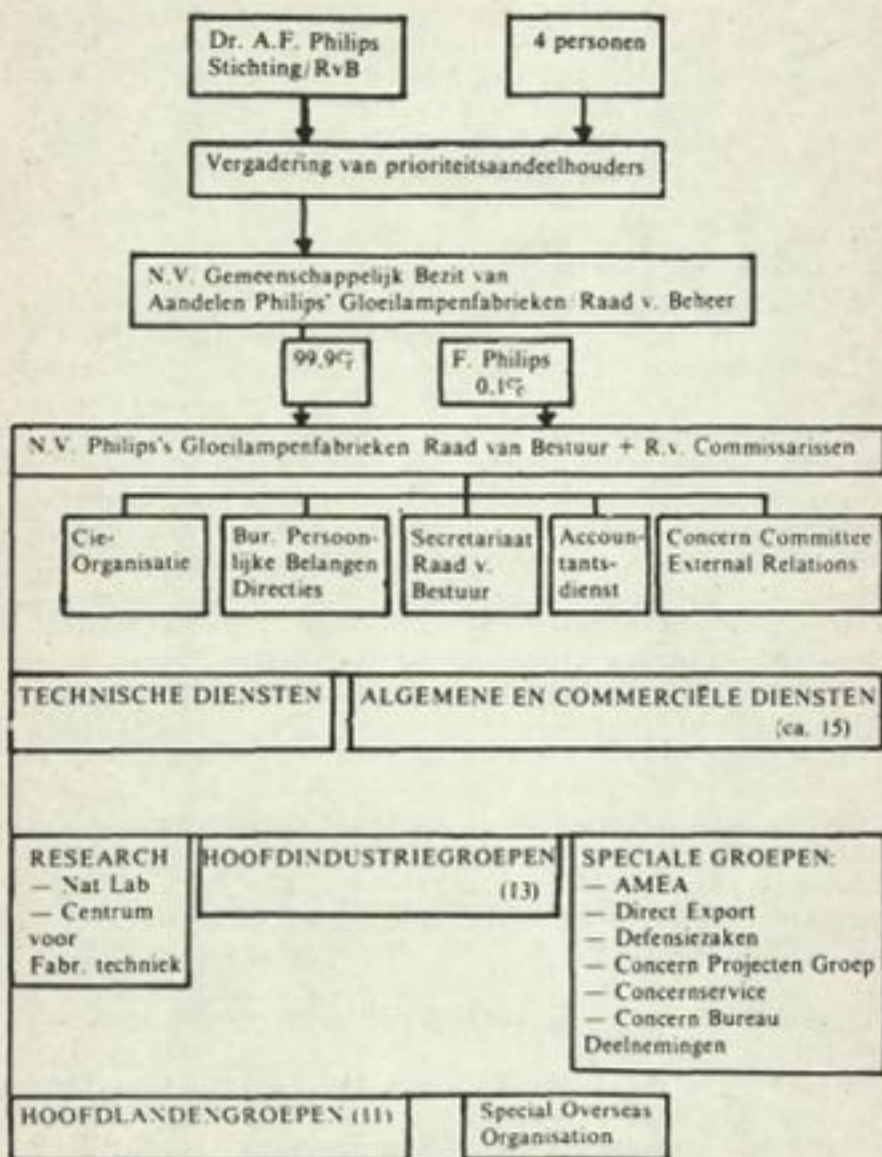 Dr. A.F. Philips
Stichting/RvB
4 personen
Vergadering van prioriteitsaandeelhouders
N.V. Gemeenschappelijk Bezit van
Aandelen Philips' Gloeilampenfabrieken Raad v. Beheer
99.9%
F. Philips
0.1%
N.V. Philips's Gloeilampenfabrieken Raad van Bestuur + R.v. Commissarissen
Cie-
Organisatie
Bur. Persoon-
lijke Belangen
Directies
Secretariaat
Raad v.
Bestuur
Accoun-
tants-
dienst
Concern Committee
External Relations
TECHNISCHE DIENSTEN
ALGEMENE EN COMMERCIËLE DIENSTEN
(ca. 15)
RESEARCH
— Nat Lab
— Centrum
voor
Fabr. techniek
HOOFDINDUSTRIEGROEPEN
(13)
SPECIALE GROEPEN:
— AMEA
— Direct Export
— Defensiezaken
— Concern Projecten Groep
— Concernservice
— Concern Bureau
Deelnemingen
HOOFDLANDENGROEPEN (11)
Special Overseas
Organisation